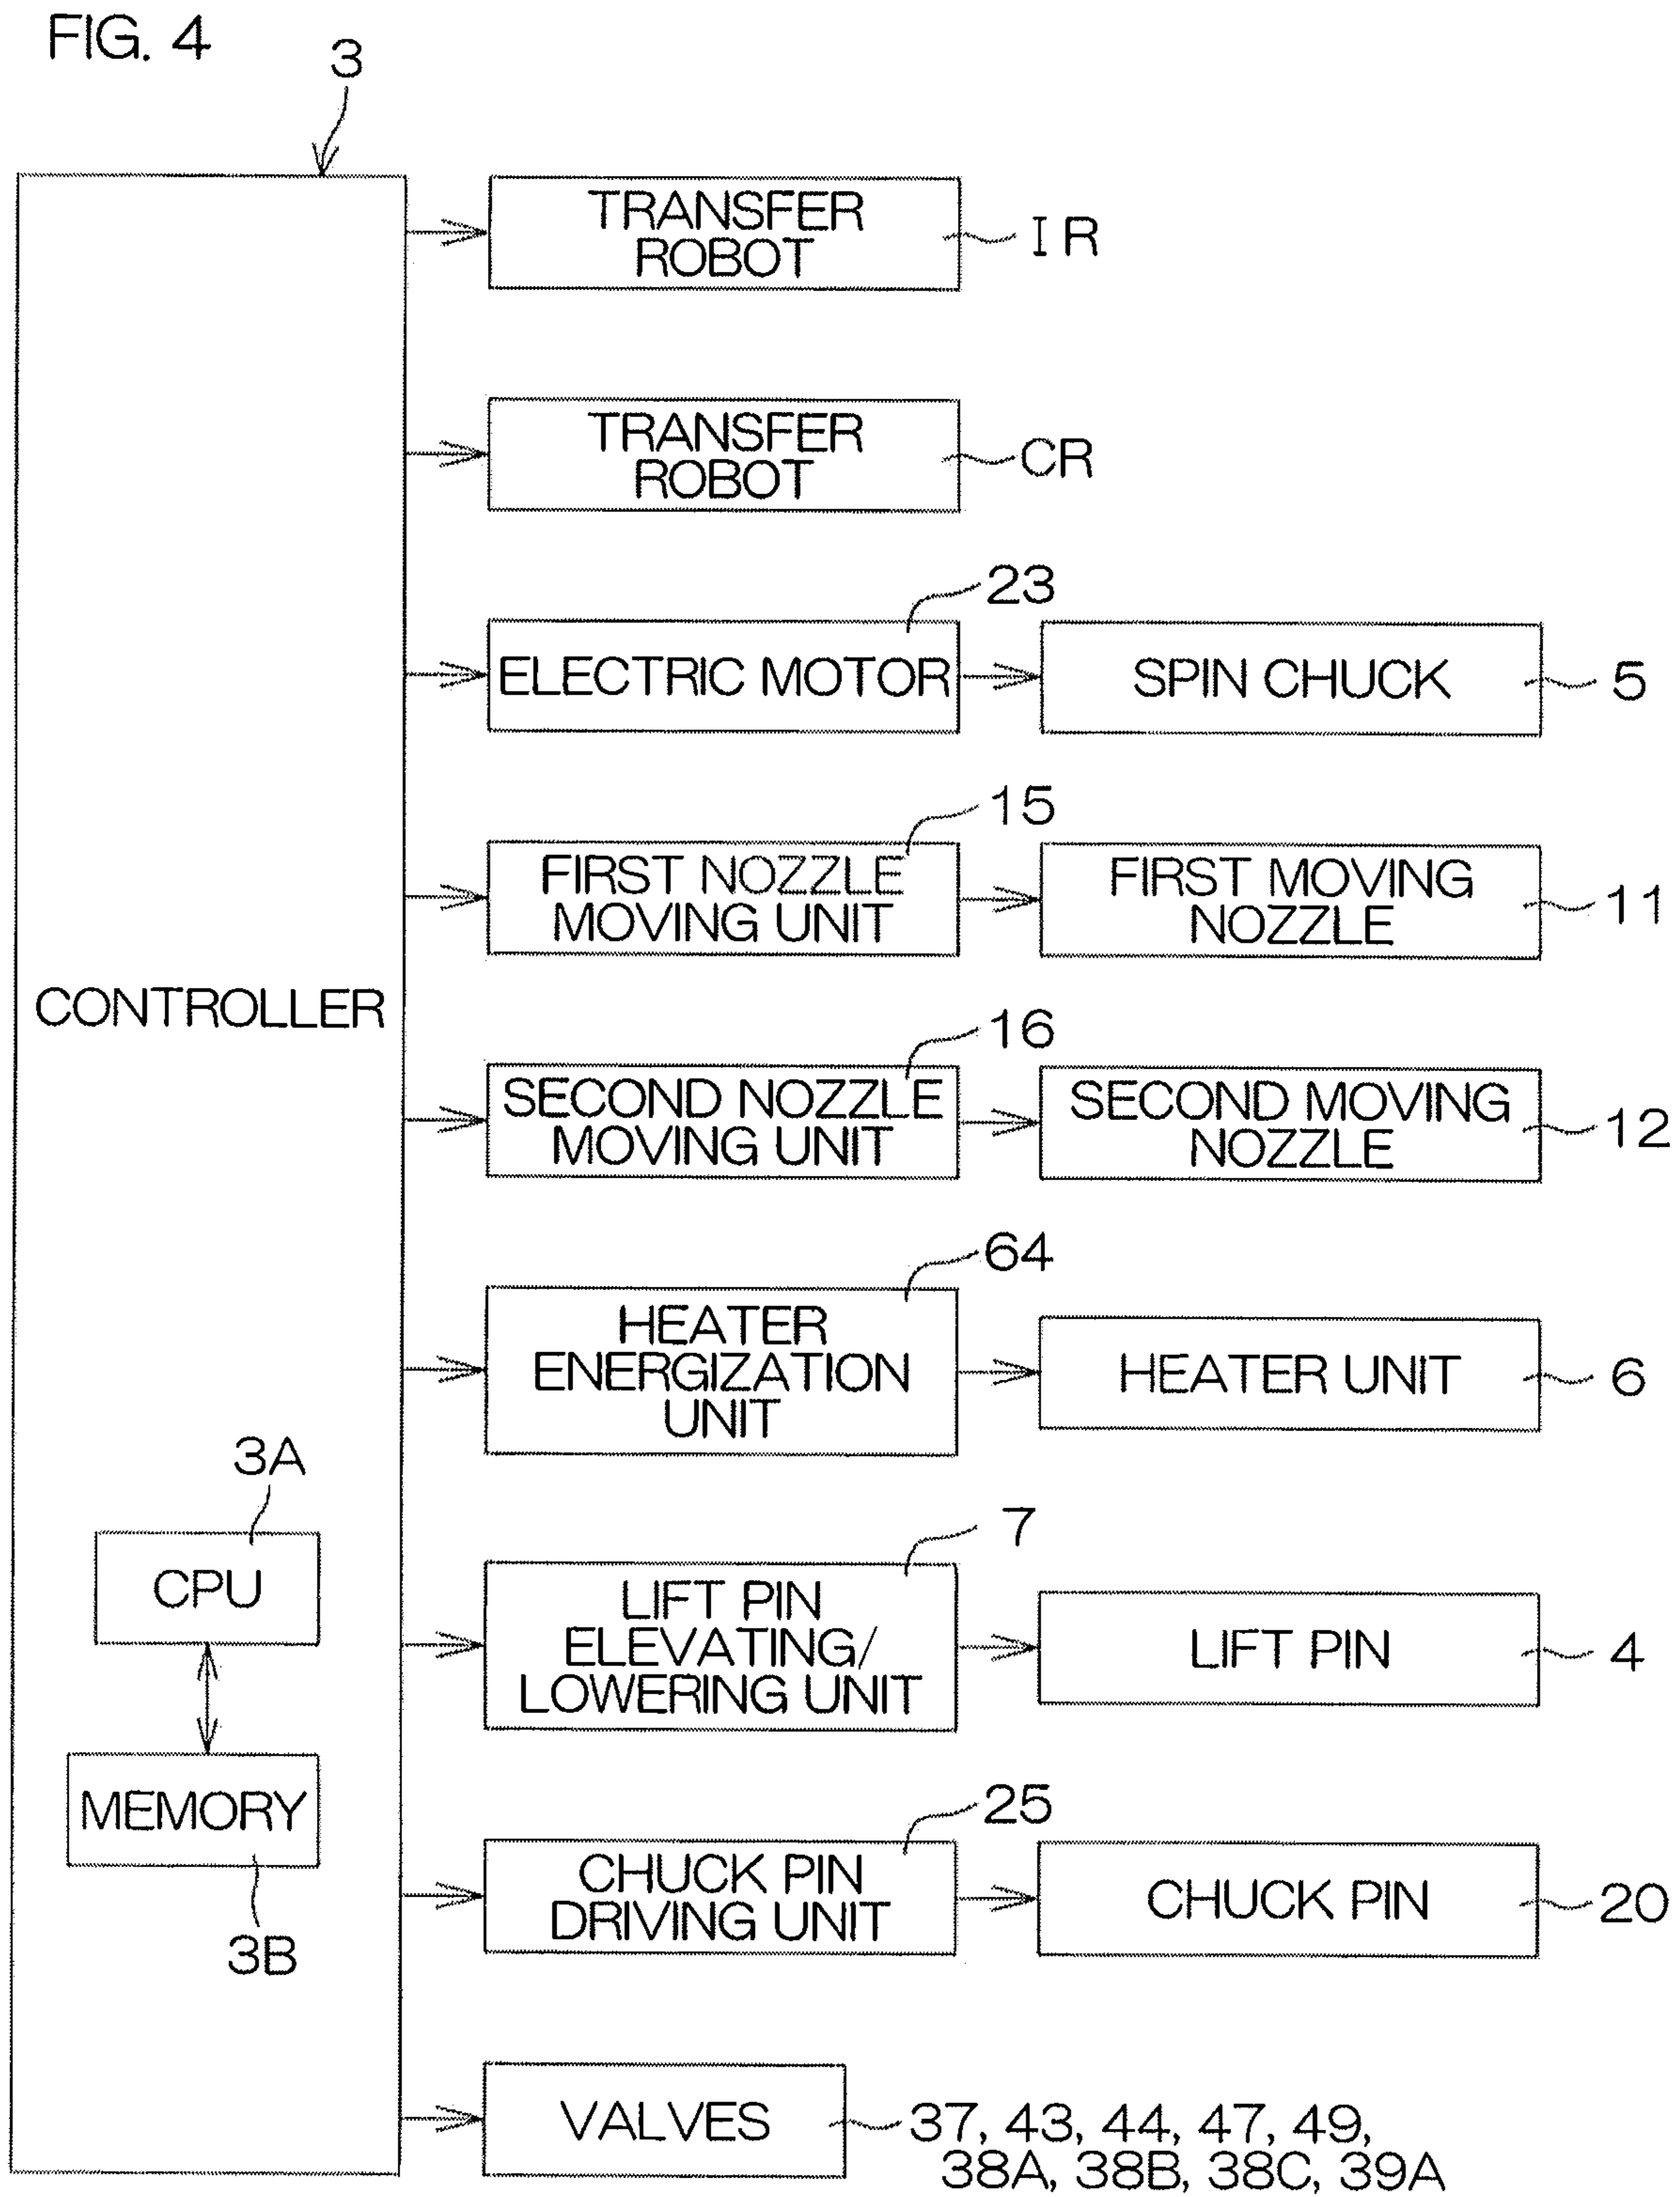 FIG. 4
3
TRANSFER
ROBOT
IR
TRANSFER
ROBOT
CR
23
ELECTRIC MOTOR
SPIN CHUCK
5
15
FIRST NOZZLE
MOVING UNIT
FIRST MOVING
NOZZLE
11
CONTROLLER
16
SECOND NOZZLE
MOVING UNIT
SECOND MOVING
NOZZLE
12
64
HEATER
ENERGIZATION
UNIT
HEATER UNIT
6
3A
CPU
7
LIFT PIN
ELEVATING/
LOWERING UNIT
LIFT PIN
4
MEMORY
3B
25
CHUCK PIN
DRIVING UNIT
CHUCK PIN
20
VALVES
37, 43, 44, 47, 49,
38A, 38B, 38C, 39A